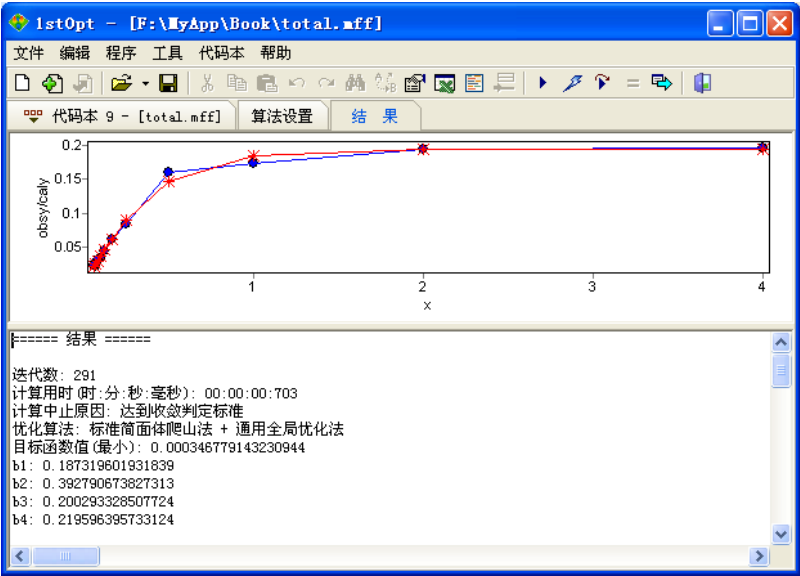 1stOpt - [F:\MyApp\Book\total.mff]
文件 编辑 程序 工具 代码本 帮助
代码本 9 - [total.mff] 算法设置 结 果
0.2
0.15
0.1
0.05
obsy/caly
1 2 3 4
x
====== 结果 ======
迭代数: 291
计算用时(时:分:秒:毫秒): 00:00:00:703
计算中止原因: 达到收敛判定标准
优化算法: 标准简面体爬山法 + 通用全局优化法
目标函数值(最小): 0.000346779143230944
b1: 0.187319601931839
b2: 0.392790673827313
b3: 0.200293328507724
b4: 0.219596395733124